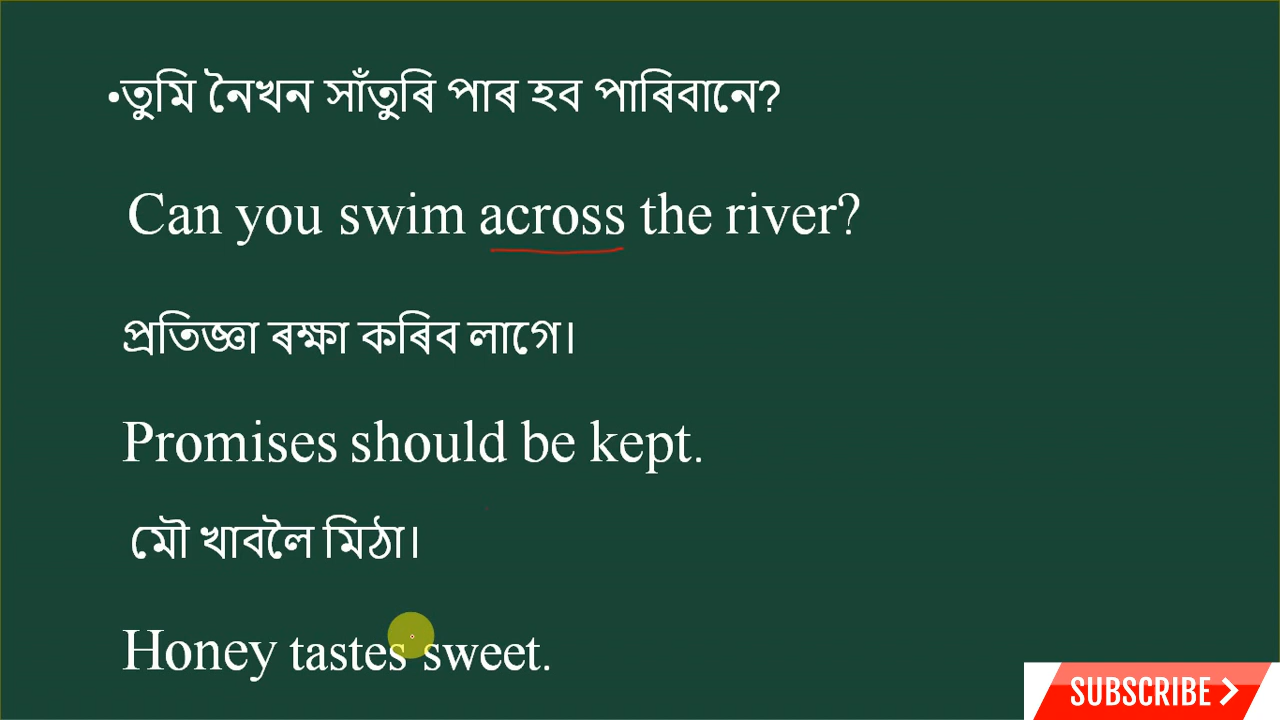 •তুমি নৈখন সাঁতুৰি পাৰ হব পাৰিবানে?
Can you swim across the river?
প্ৰতিজ্ঞা ৰক্ষা কৰিব লাগে।
Promises should be kept.
মৌ খাবলৈ মিঠা।
Honey tastes sweet.
SUBSCRIBE